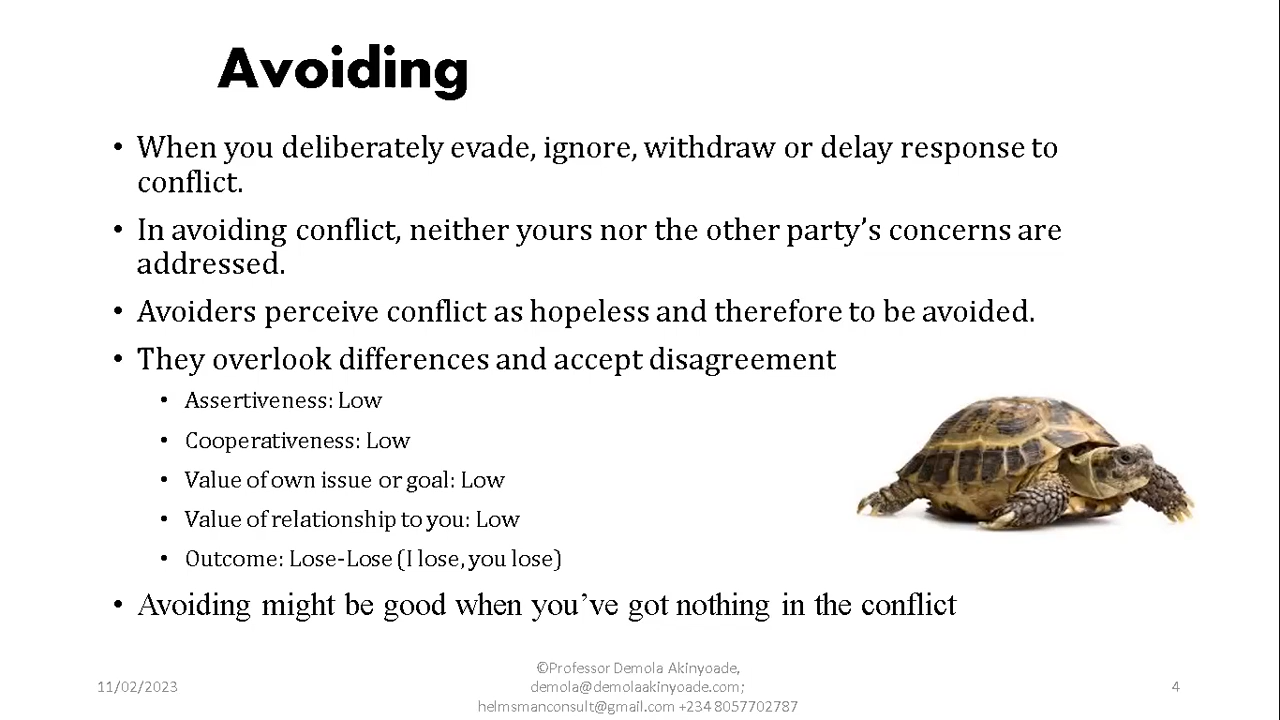 Avoiding
• When you deliberately evade, ignore, withdraw or delay response to
conflict.
• In avoiding conflict, neither yours nor the other party’s concerns are
addressed.
• Avoiders perceive conflict as hopeless and therefore to be avoided.
• They overlook differences and accept disagreement
• Assertiveness: Low
• Cooperativeness: Low
• Value of own issue or goal: Low
• Value of relationship to you: Low
• Outcome: Lose-Lose (I lose, you lose)
• Avoiding might be good when you’ve got nothing in the conflict
©Professor Demola Akinyoade,
11/02/2023 demola@demolaakinyoade.com; 4
helmsmanconsult@gmail.com +234 8057702787